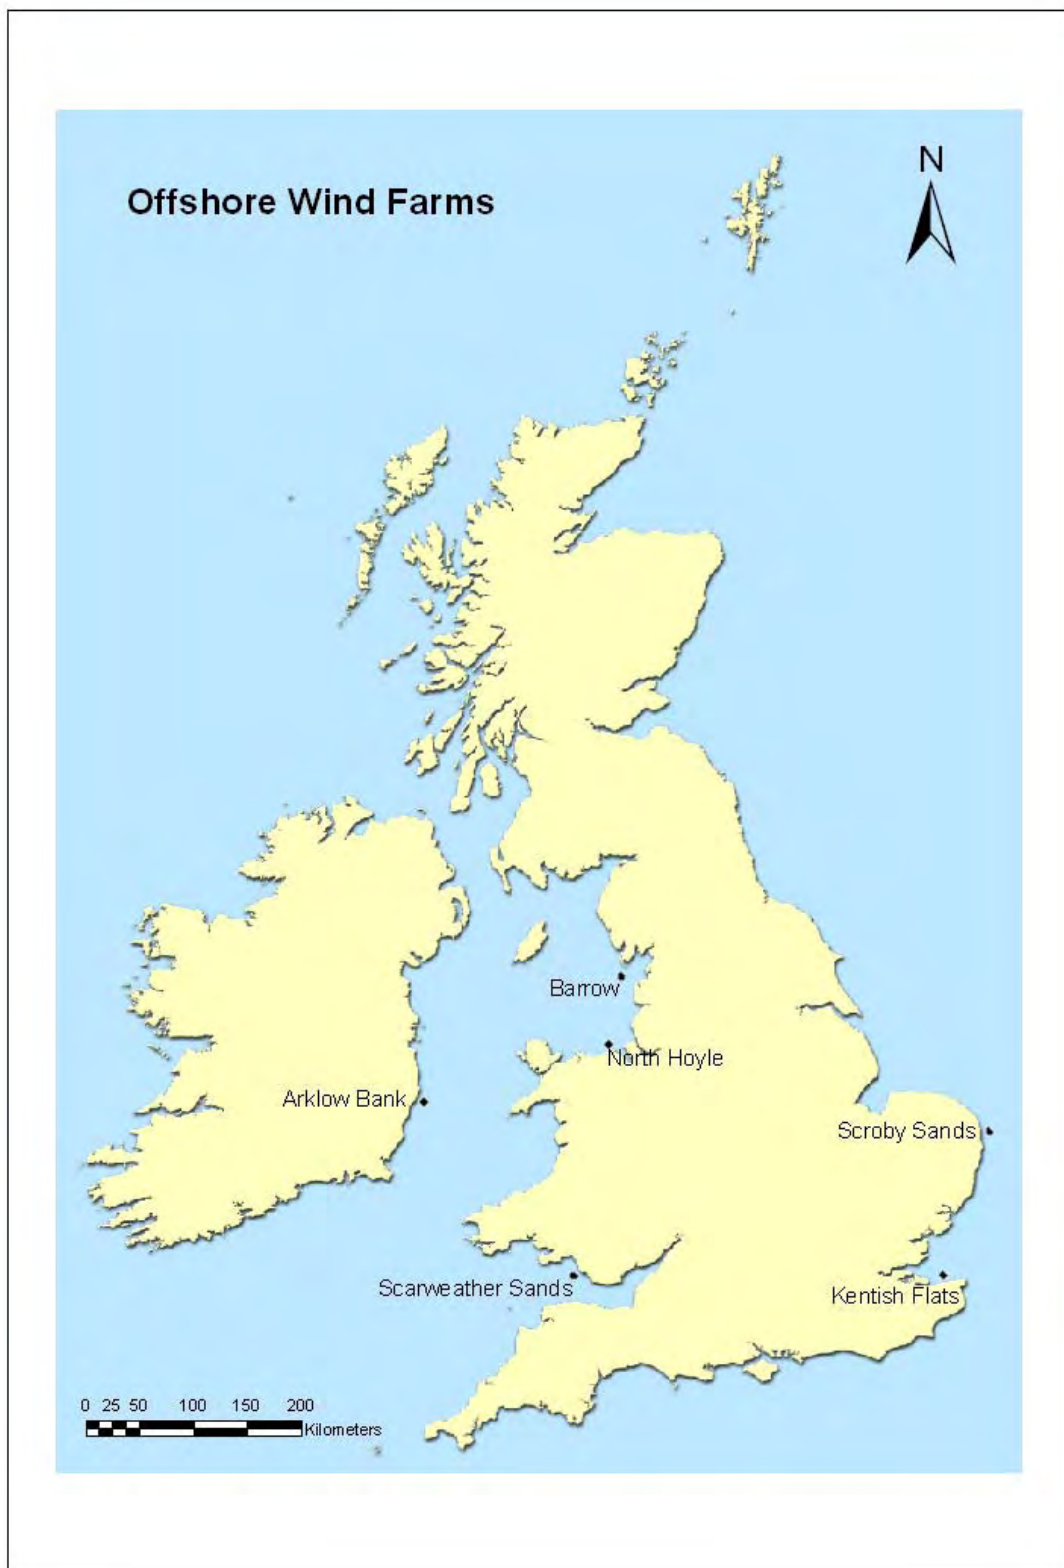 Offshore Wind Farms
N
Barrow
North Hoyle
Arklow Bank
Scroby Sands
Scarweather Sands
Kentish Flats
0 25 50 100 150 200
Kilometers